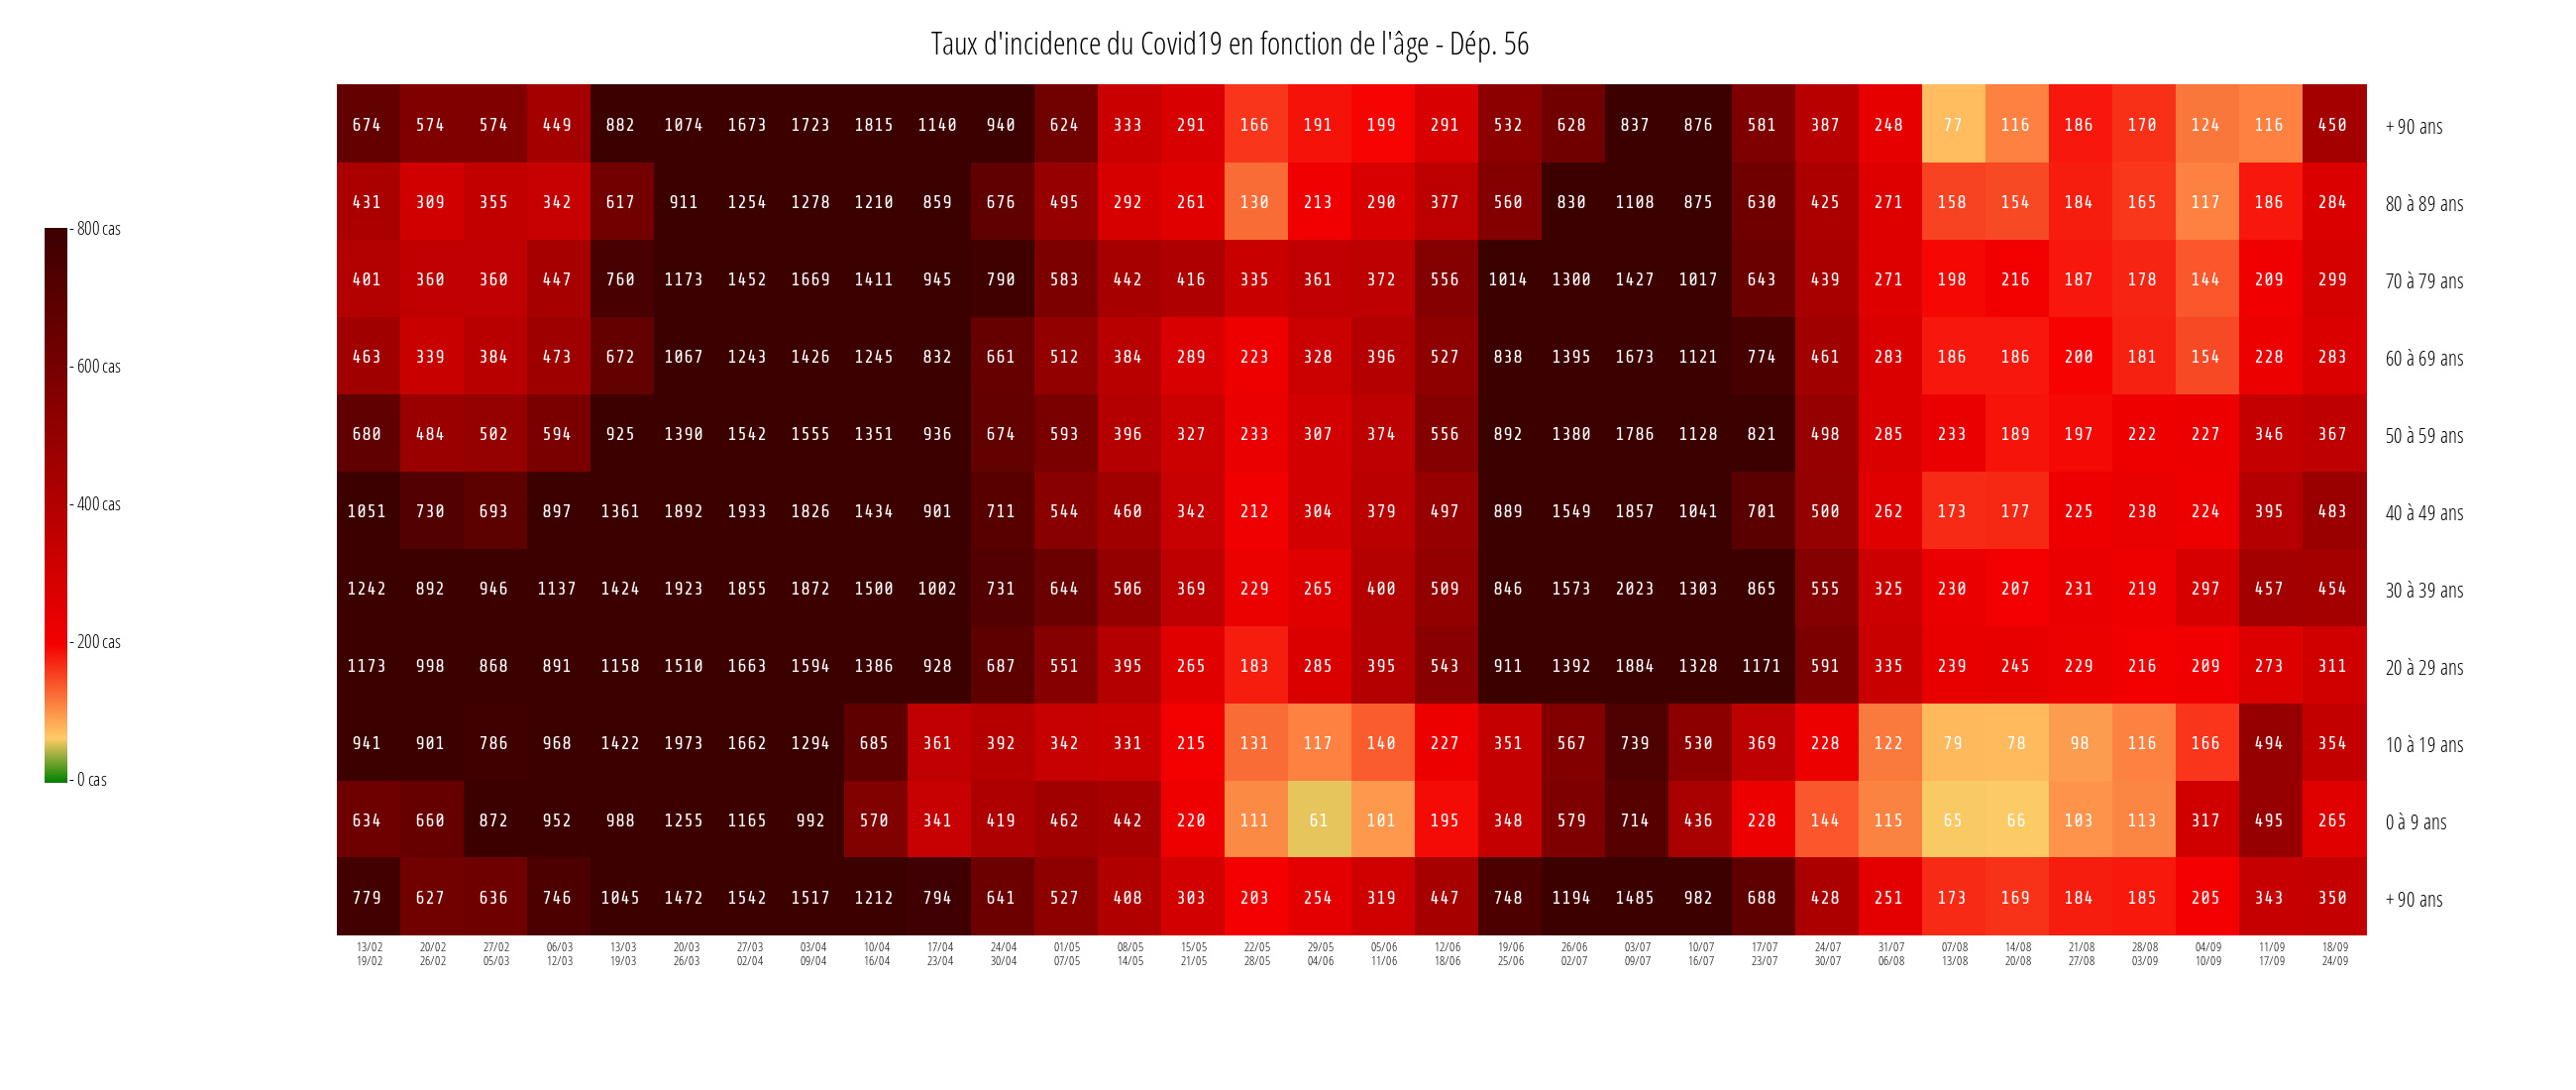 Taux d'incidence du Covid19 en fonction de l'âge - Dép. 56
674 574 574 449 882 1074 1673 1723 1815 1140 940 624 333 291 166 191 199 291 532 628 837 876 581 387 248 77 116 186 170 124 116 450 + 90 ans
431 309 355 342 617 911 1254 1278 1210 859 676 495 292 261 130 213 290 377 560 830 1108 875 630 425 271 158 154 184 165 117 186 284 80 à 89 ans
- 800 cas
401 360 360 447 760 1173 1452 1669 1411 945 790 583 442 416 335 361 372 556 1014 1300 1427 1017 643 439 271 198 216 187 178 144 209 299 70 à 79 ans
463 339 384 473 672 1067 1243 1426 1245 832 661 512 384 289 223 328 396 527 838 1395 1673 1121 774 461 283 186 186 200 181 154 228 283 60 à 69 ans
- 600 cas
680 484 502 594 925 1390 1542 1555 1351 936 674 593 396 327 233 307 374 556 892 1380 1786 1128 821 498 285 233 189 197 222 227 346 367 50 à 59 ans
- 400 cas
1051 730 693 897 1361 1892 1933 1826 1434 901 711 544 460 342 212 304 379 497 889 1549 1857 1041 701 500 262 173 177 225 238 224 395 483 40 à 49 ans
1242 892 946 1137 1424 1923 1855 1872 1500 1002 731 644 506 369 229 265 400 509 846 1573 2023 1303 865 555 325 230 207 231 219 297 457 454 30 à 39 ans
- 200 cas
1173 998 868 891 1158 1510 1663 1594 1386 928 687 551 395 265 183 285 395 543 911 1392 1884 1328 1171 591 335 239 245 229 216 209 273 311 20 à 29 ans
941 901 786 968 1422 1973 1662 1294 685 361 392 342 331 215 131 117 140 227 351 567 739 530 369 228 122 79 78 98 116 166 494 354 10 à 19 ans
- 0 cas
634 660 872 952 988 1255 1165 992 570 341 419 462 442 220 111 61 101 195 348 579 714 436 228 144 115 65 66 103 113 317 495 265 0 à 9 ans
779 627 636 746 1045 1472 1542 1517 1212 794 641 527 408 303 203 254 319 447 748 1194 1485 982 688 428 251 173 169 184 185 205 343 350 + 90 ans
13/02 20/02 27/02 06/03 13/03 20/03 27/03 03/04 10/04 17/04 24/04 01/05 08/05 15/05 22/05 29/05 05/06 12/06 19/06 26/06 03/07 10/07 17/07 24/07 31/07 07/08 14/08 21/08 28/08 04/09 11/09 18/09
19/02 26/02 05/03 12/03 19/03 26/03 02/04 09/04 16/04 23/04 30/04 07/05 14/05 21/05 28/05 04/06 11/06 18/06 25/06 02/07 09/07 16/07 23/07 30/07 06/08 13/08 20/08 27/08 03/09 10/09 17/09 24/09